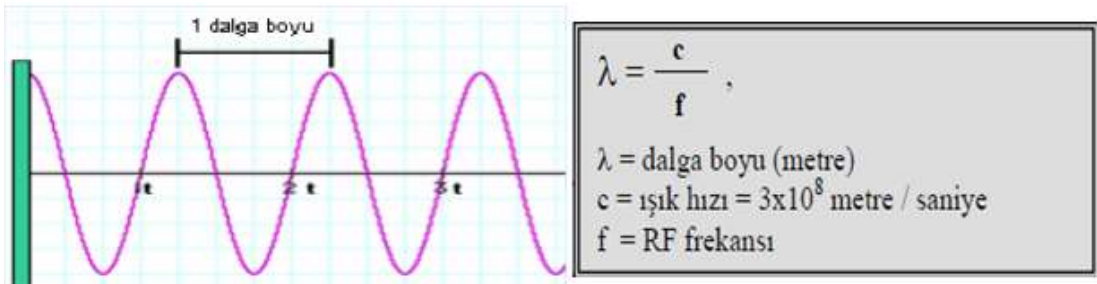 1 dalga boyu
1t
2 t
3 t
λ = c / f ,
λ = dalga boyu (metre)
c = ışık hızı = 3x10⁸ metre / saniye
f = RF frekansı